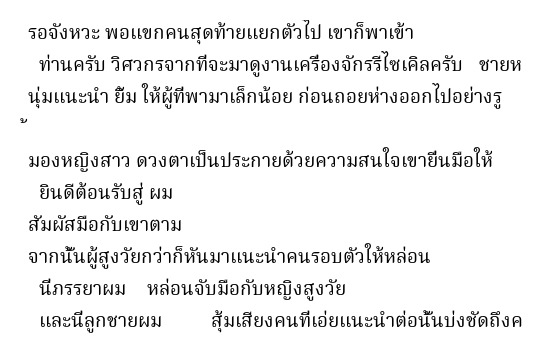 รอจังหวะ พอแขกคนสุดท้ายแยกตัวไป เขาก็พาเข้า
ท่านครับ วิศวกรจากที่จะมาดูงานเครื่องจักรรีไซเคิลครับ ชายห
นุ่มแนะนำ ยิ้ม ให้ผู้ที่พามาเล็กน้อย ก่อนถอยห่างออกไปอย่างรู
้
มองหญิงสาว ดวงตาเป็นประกายด้วยความสนใจเขายื่นมือให้
ยินดีต้อนรับสู่ ผม
สัมผัสมือกับเขาตาม
จากนั้นผู้สูงวัยกว่าก็หันมาแนะนำคนรอบตัวให้หล่อน
นี่ภรรยาผม หล่อนจับมือกับหญิงสูงวัย
และนี่ลูกชายผม สุ้มเสียงคนที่เอ่ยแนะนำต่อนั้นบ่งชัดถึงค